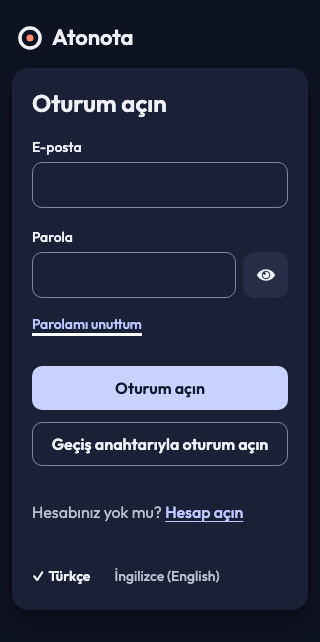 Atonota
Oturum açın
E-posta
Parola
Parolamı unuttum
Oturum açın
Geçiş anahtarıyla oturum açın
Hesabınız yok mu? Hesap açın
Türkçe İngilizce (English)